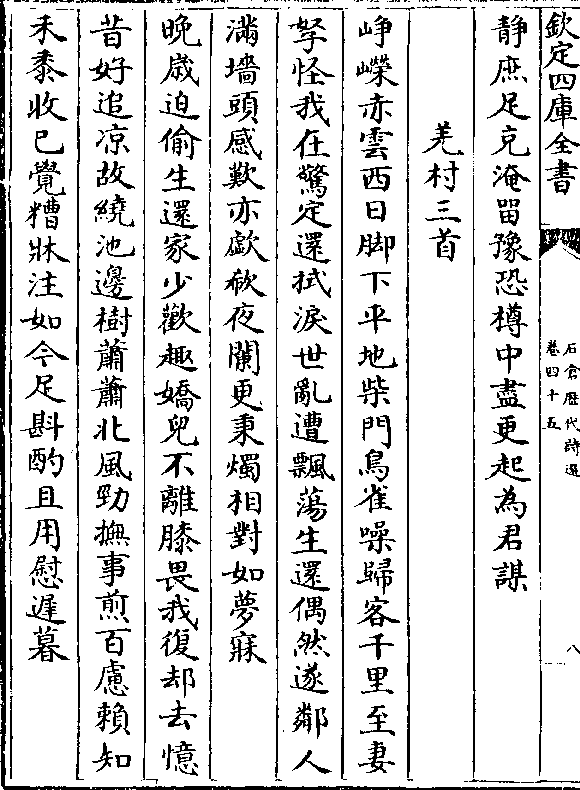 欽定四庫全書
石倉歷代詩選
卷四十五
八
静庶足充淹留豫恐樽中盡更起為君謀
羌村三首
崢嶸赤雲西日脚下平地柴門鳥雀噪歸客千里至妻
孥怪我在驚定還拭淚世亂遭飄蕩生還偶然遂鄰人
滿墻頭感歎亦歔欷夜闌更秉燭相對如夢寐
晩歲迫偷生還家少歡趣嬌兒不離膝畏我復却去憶
昔好追凉故繞池邊樹蕭蕭北風勁撫事煎百慮賴知
禾黍收已覺糟牀注如今足斟酌且用慰遲暮